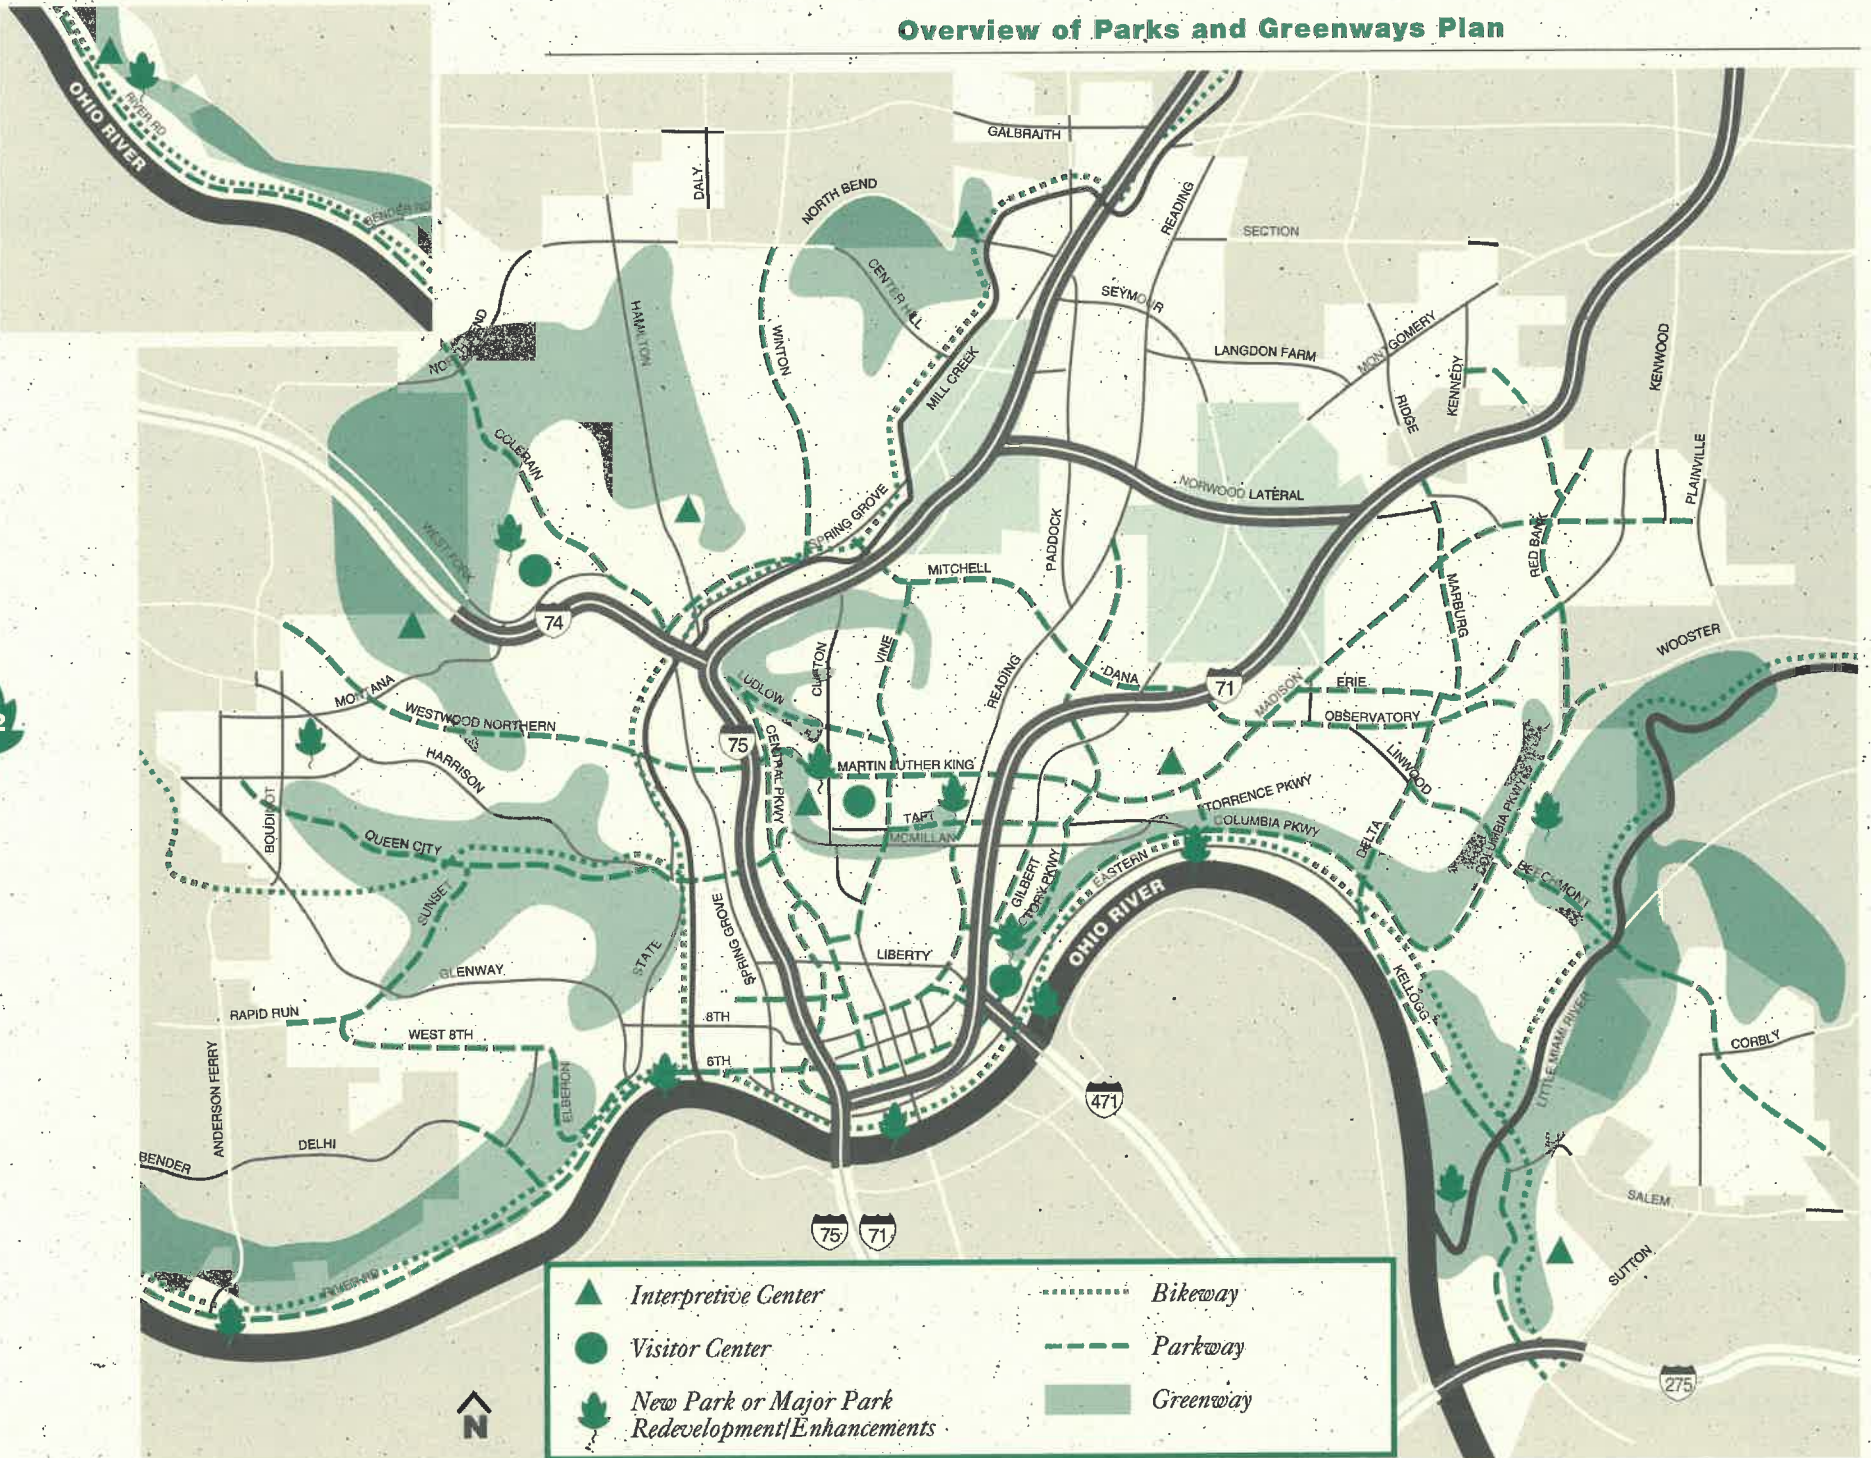 Overview of Parks and Greenways Plan
OHIO RIVER
RIVER RD
BENDER RD
GALBRAITH
DALY
NORTH BEND
READING
SECTION
CENTER HILL
SEYMOUR
HAMILTON
WINTON
LANGDON FARM
MONTGOMERY
KENWOOD
MILL CREEK
KENNEDY
RIDGE
COLERAIN
PLAINVILLE
NORWOOD LATERAL
SPRING GROVE
WEST FORK
PADDOCK
RED BANK
MITCHELL
MARBURG
74
WOOSTER
CLIFTON
VINE
LUDLOW
READING
DANA
71
MADISON
ERIE
MONTANA
WESTWOOD NORTHERN
OBSERVATORY
75
CENTRAL PKWY
HARRISON
MARTIN LUTHER KING
LINWOOD
TORRENCE PKWY
BOUDINOT
TAFT
COLUMBIA PKWY
COLUMBIA PKWY
MCMILLAN
QUEEN CITY
DELTA
EASTERN
BEECHMONT
GILBERT
SUNSET
SPRING GROVE
OHIO RIVER
STATE
LIBERTY
GLENWAY
KELLOGG
RAPID RUN
8TH
WEST 8TH
LITTLE MIAMI RIVER
CORBLY
6TH
ANDERSON FERRY
ELBERON
471
DELHI
BENDER
SALEM
75
71
SUTTON
Interpretive Center
Visitor Center
New Park or Major Park
Redevelopment/Enhancements
Bikeway
Parkway
Greenway
275
N